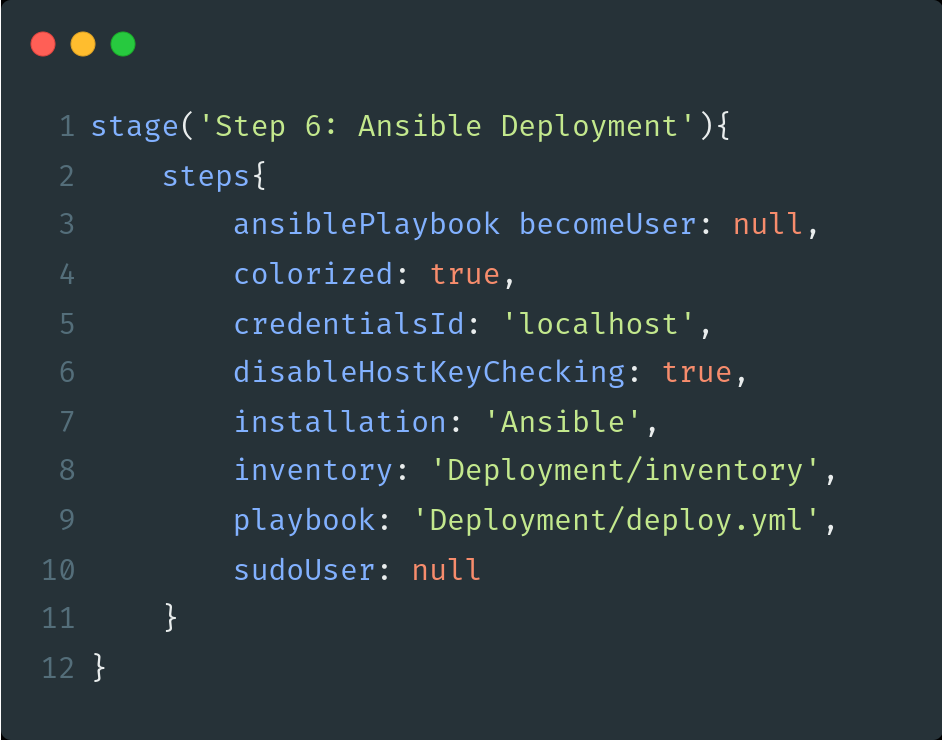 1 stage('Step 6: Ansible Deployment'){
2     steps{
3         ansiblePlaybook becomeUser: null,
4         colorized: true,
5         credentialsId: 'localhost',
6         disableHostKeyChecking: true,
7         installation: 'Ansible',
8         inventory: 'Deployment/inventory',
9         playbook: 'Deployment/deploy.yml',
10         sudoUser: null
11     }
12 }